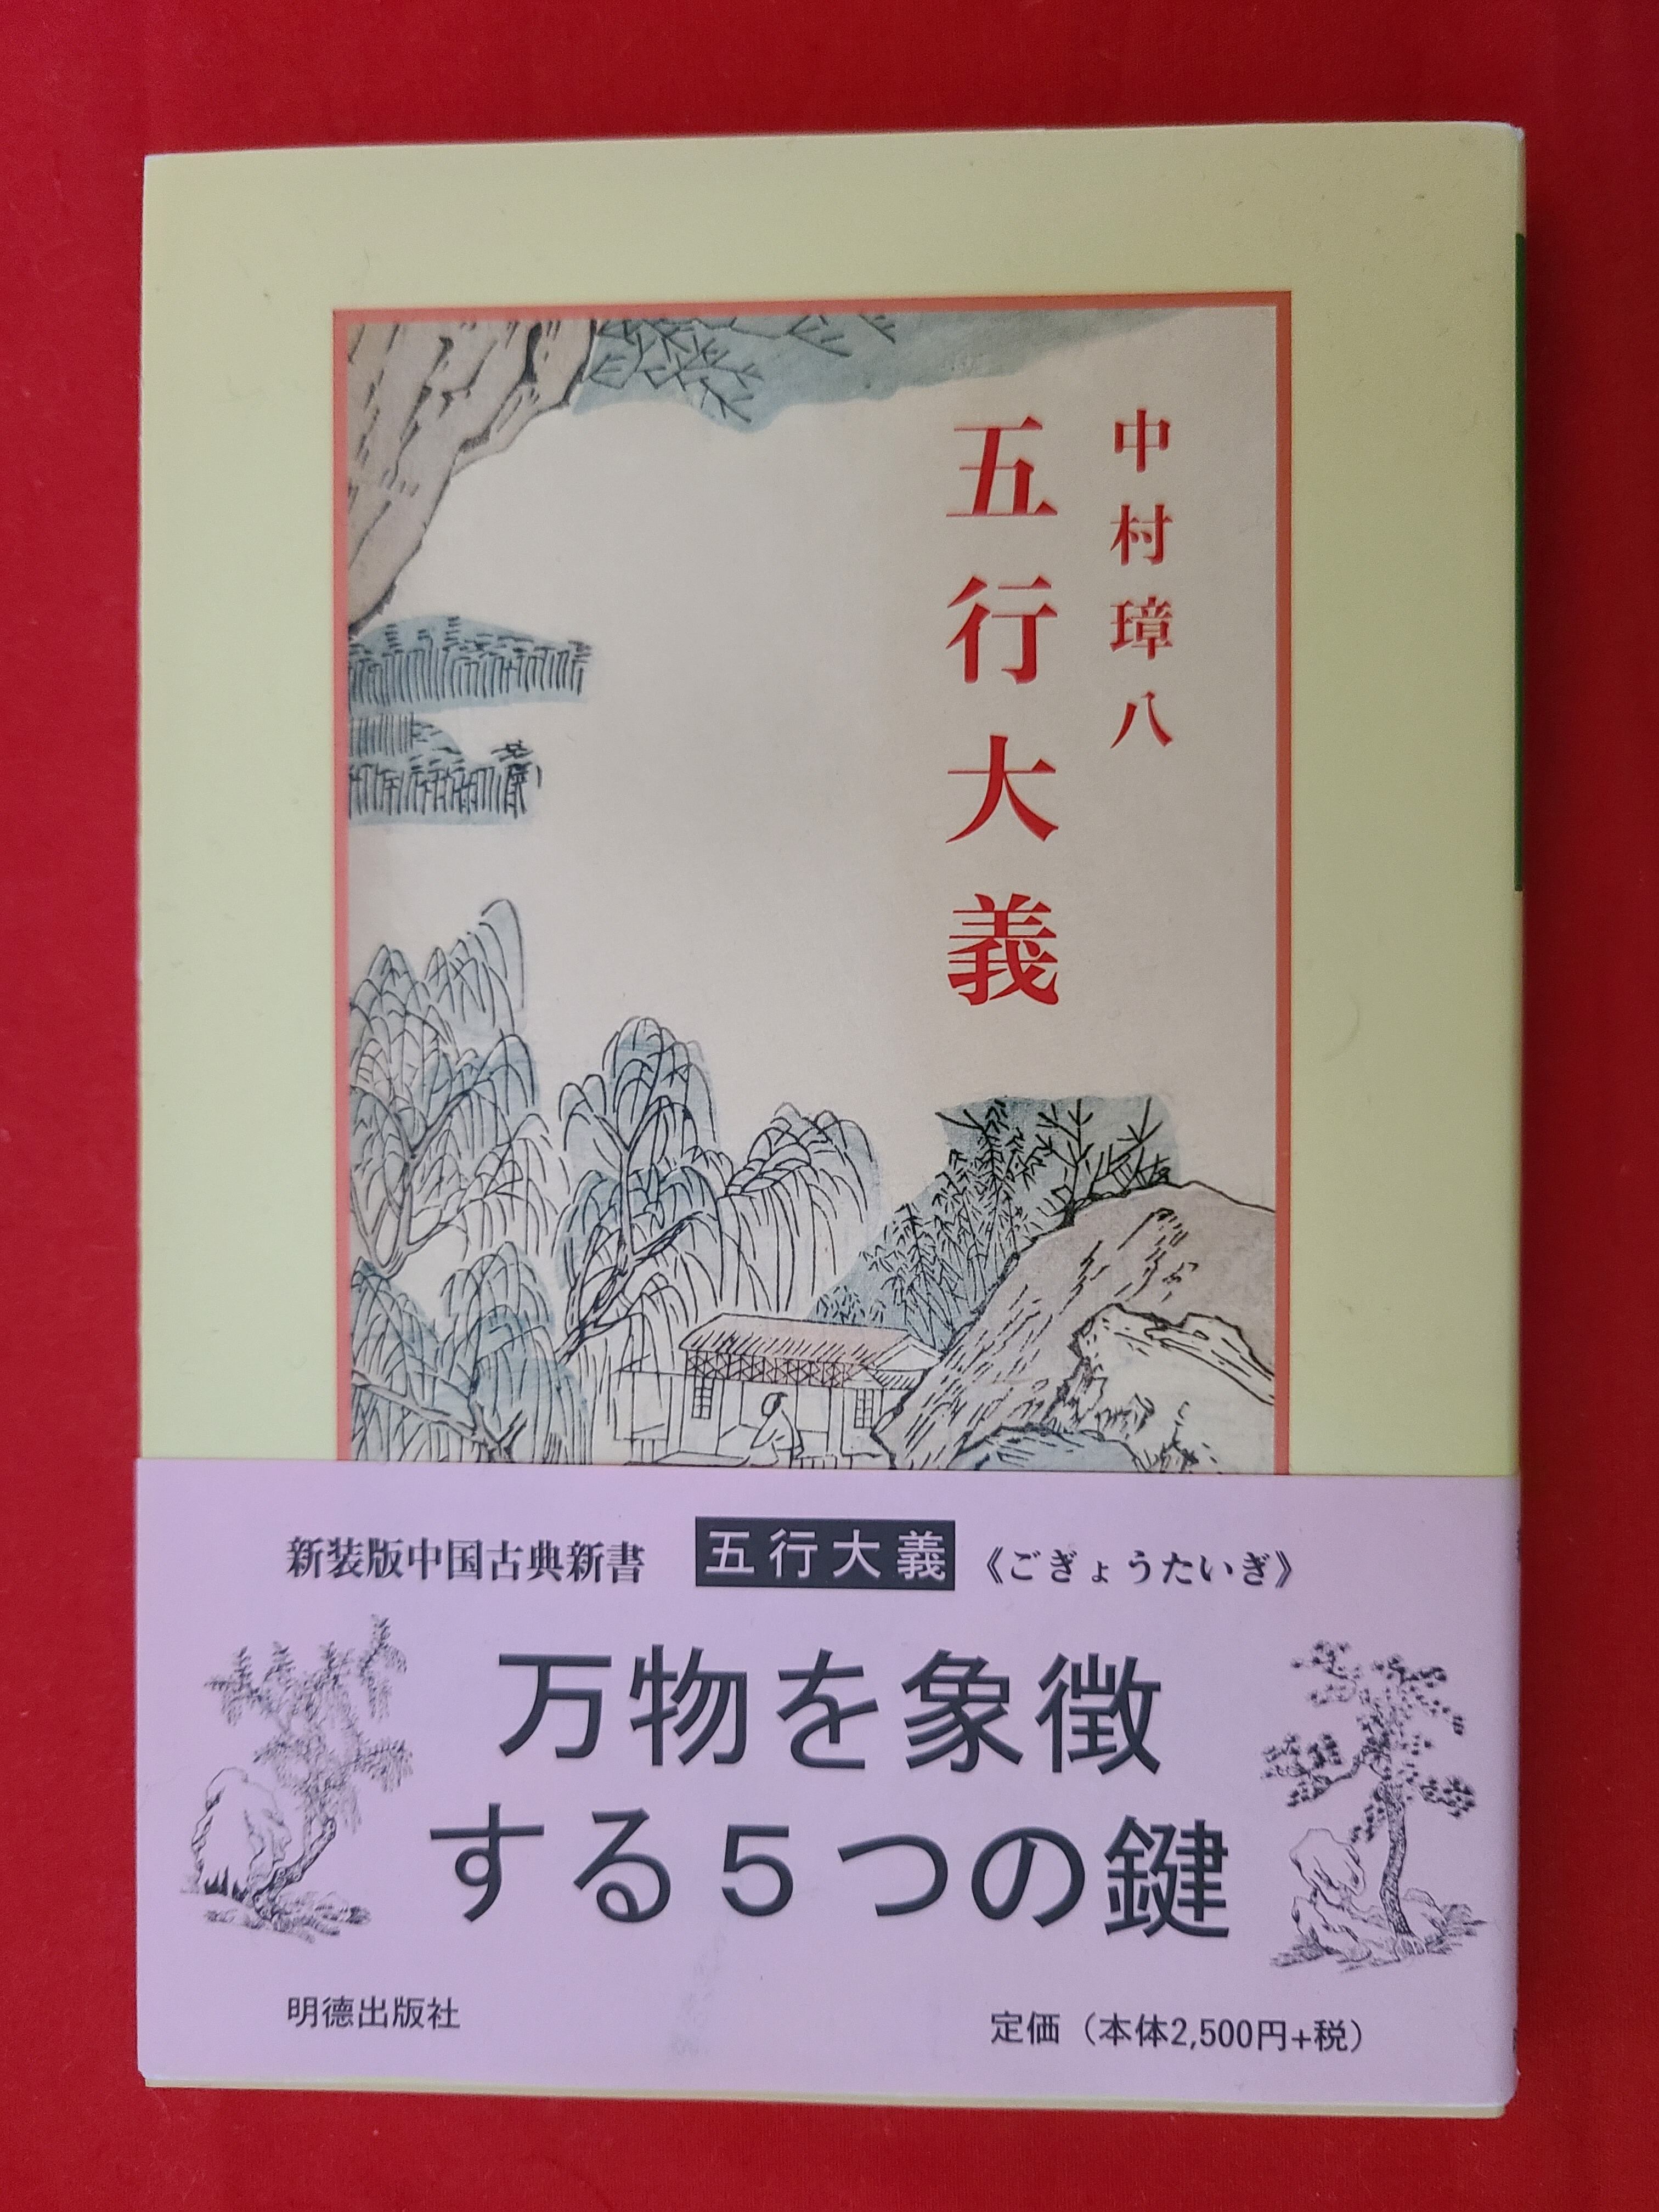 中村璋八
五行大義
新装版中国古典新書 五行大義 《ごぎょうたいぎ》
万物を象徴
する５つの鍵
明德出版社
定価（本体2,500円+税）